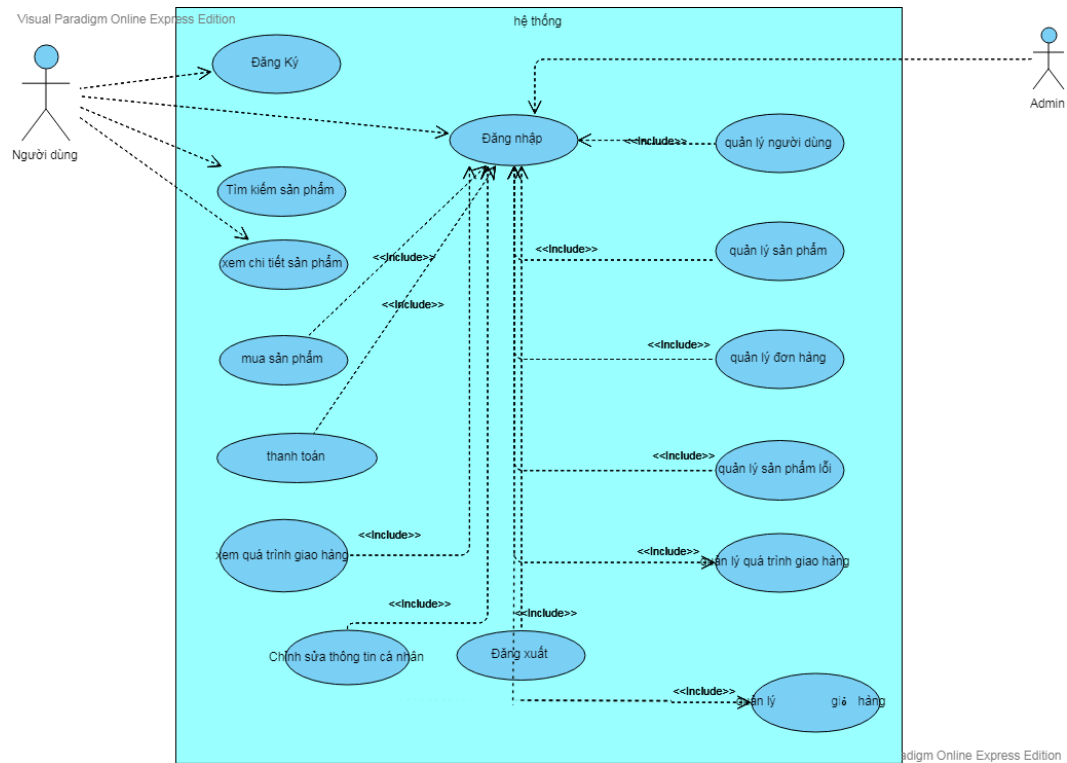 Visual Paradigm Online Express Edition
hệ thống
Đăng Ký
Admin
Người dùng
Đăng nhập
<<Include>>
quản lý người dùng
Tìm kiếm sản phẩm
xem chi tiết sản phẩm
<<Include>>
<<Include>>
quản lý sản phẩm
<<Include>>
mua sản phẩm
<<Include>>
quản lý đơn hàng
thanh toán
<<Include>>
quản lý sản phẩm lỗi
xem quá trình giao hàng
<<Include>>
<<Include>>
quản lý quá trình giao hàng
<<Include>>
<<Include>>
Chỉnh sửa thông tin cá nhân
Đăng xuất
<<Include>>
quản lý giỏ hàng
adigm Online Express Edition